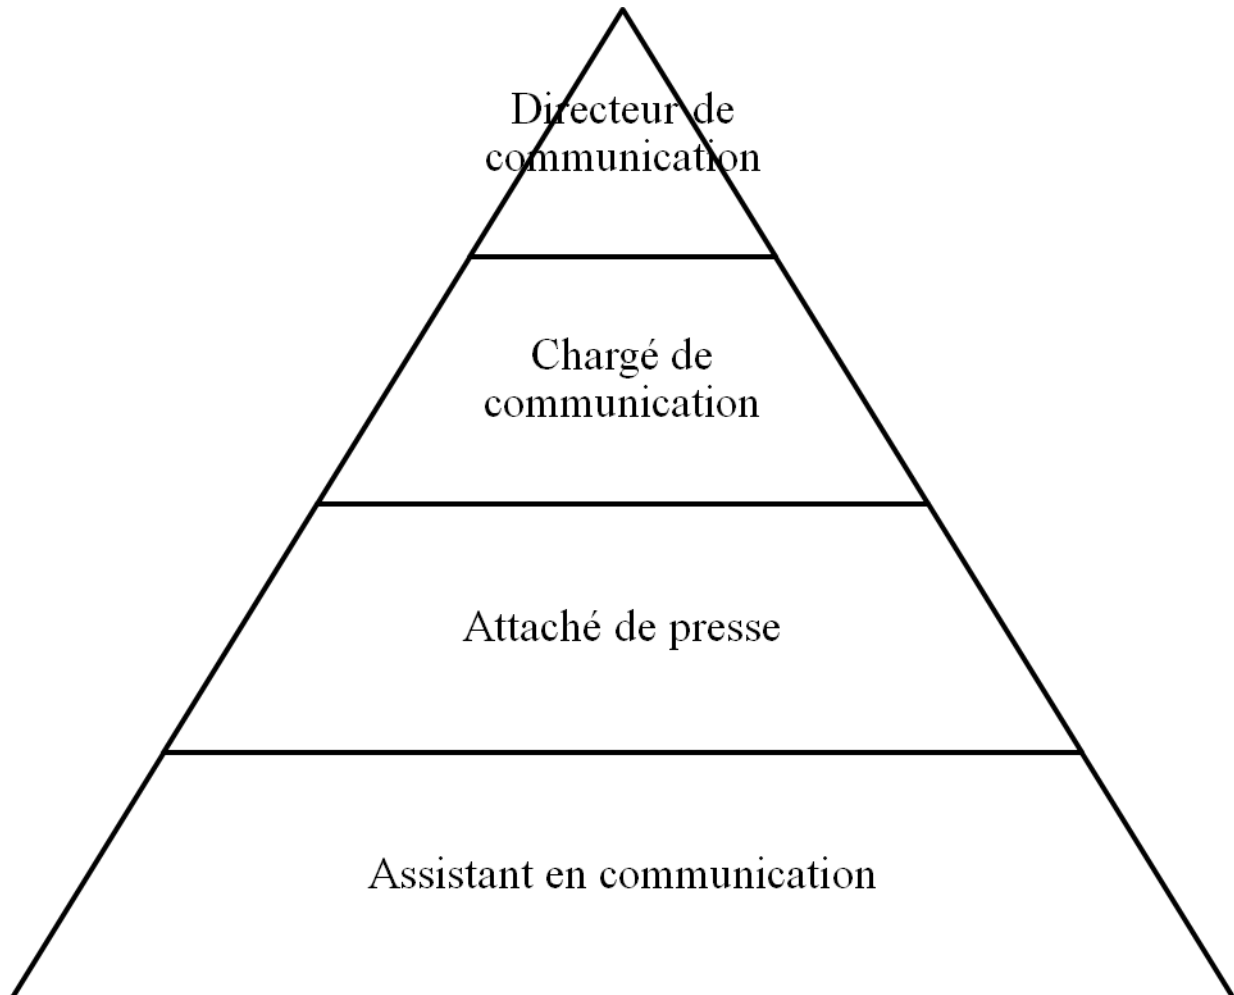 Directeur de
communication
Chargé de
communication
Attaché de presse
Assistant en communication